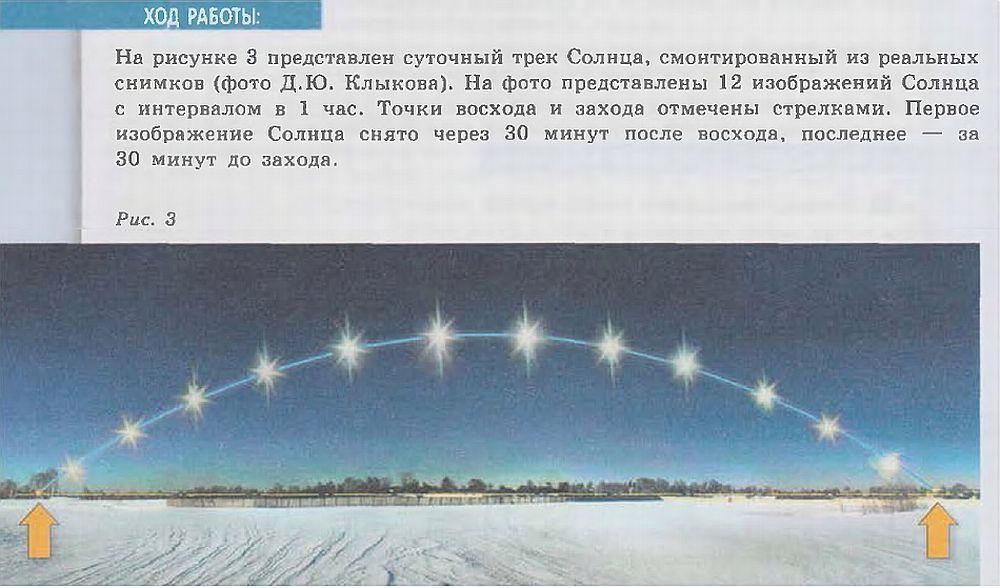 ХОД РАБОТЫ:
На рисунке 3 представлен суточный трек Солнца, смонтированный из реальных
снимков (фото Д.Ю. Клыкова). На фото представлены 12 изображений Солнца
с интервалом в 1 час. Точки восхода и захода отмечены стрелками. Первое
изображение Солнца снято через 30 минут после восхода, последнее — за
30 минут до захода.
Рис. 3